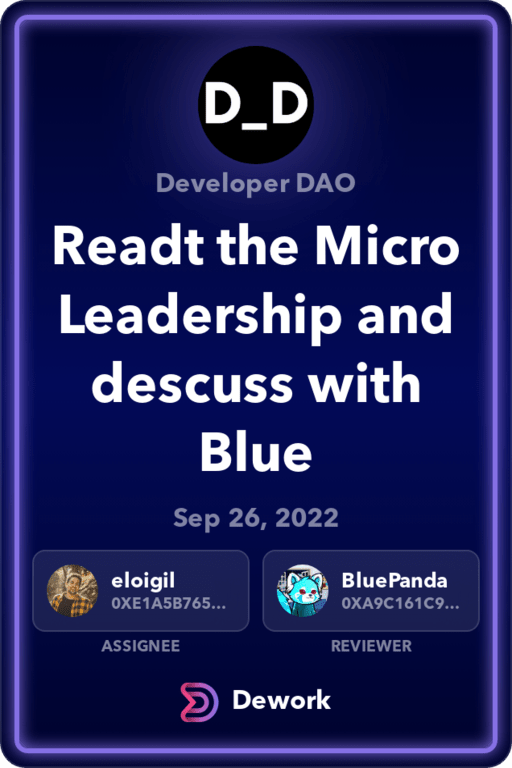 D_D
Developer DAO
Readt the Micro
Leadership and
descuss with
Blue
Sep 26, 2022
eloigil
0XE1A5B765...
BluePanda
0XA9C161C9...
ASSIGNEE
REVIEWER
Dework